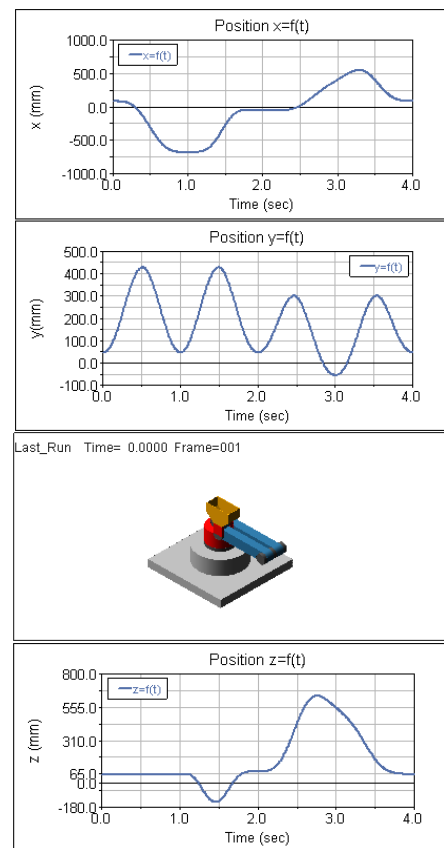 Position x=f(t)
x=f(t)
1000.0
500.0
0.0
-500.0
-1000.0
x (mm)
0.0 1.0 2.0 3.0 4.0
Time (sec)
Position y=f(t)
y=f(t)
500.0
400.0
300.0
200.0
100.0
0.0
-100.0
y(mm)
0.0 1.0 2.0 3.0 4.0
Time (sec)
Last_Run Time= 0.0000 Frame=001
Position z=f(t)
z=f(t)
800.0
555.0
310.0
65.0
0.0
-180.0
z (mm)
0.0 1.0 2.0 3.0 4.0
Time (sec)